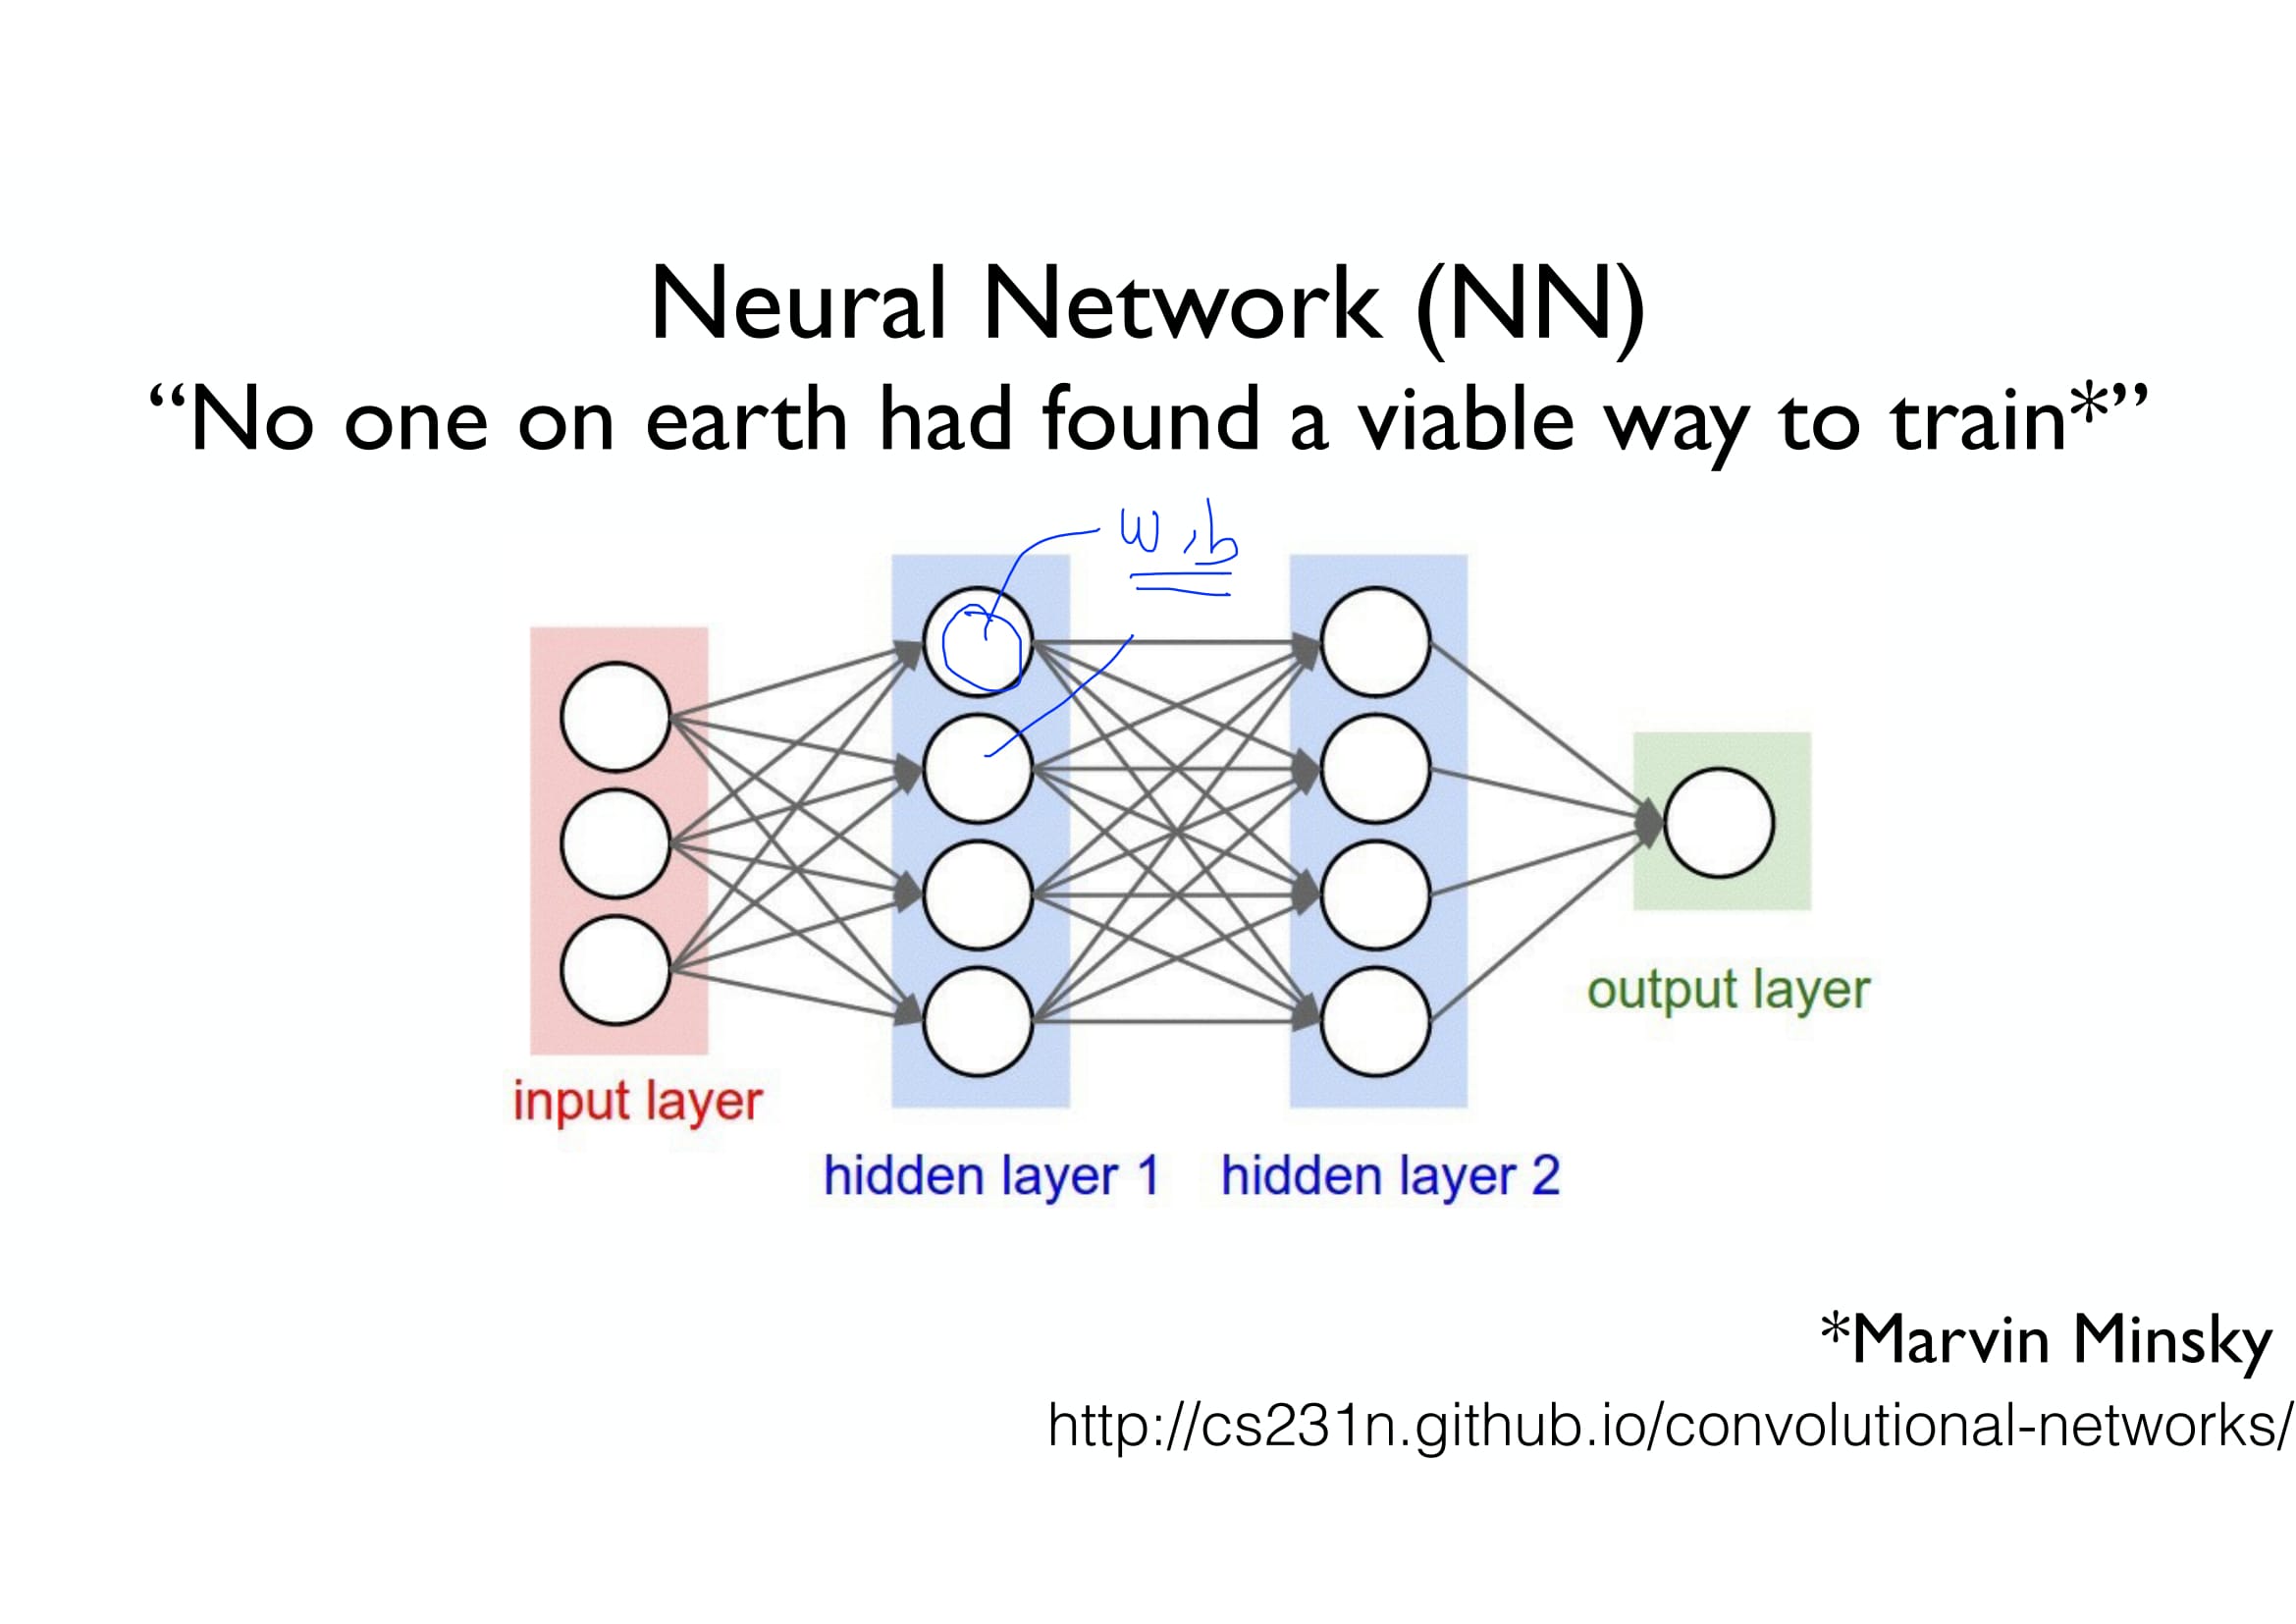 Neural Network (NN)
“No one on earth had found a viable way to train*”
w,b
input layer
hidden layer 1
hidden layer 2
output layer
*Marvin Minsky
http://cs231n.github.io/convolutional-networks/